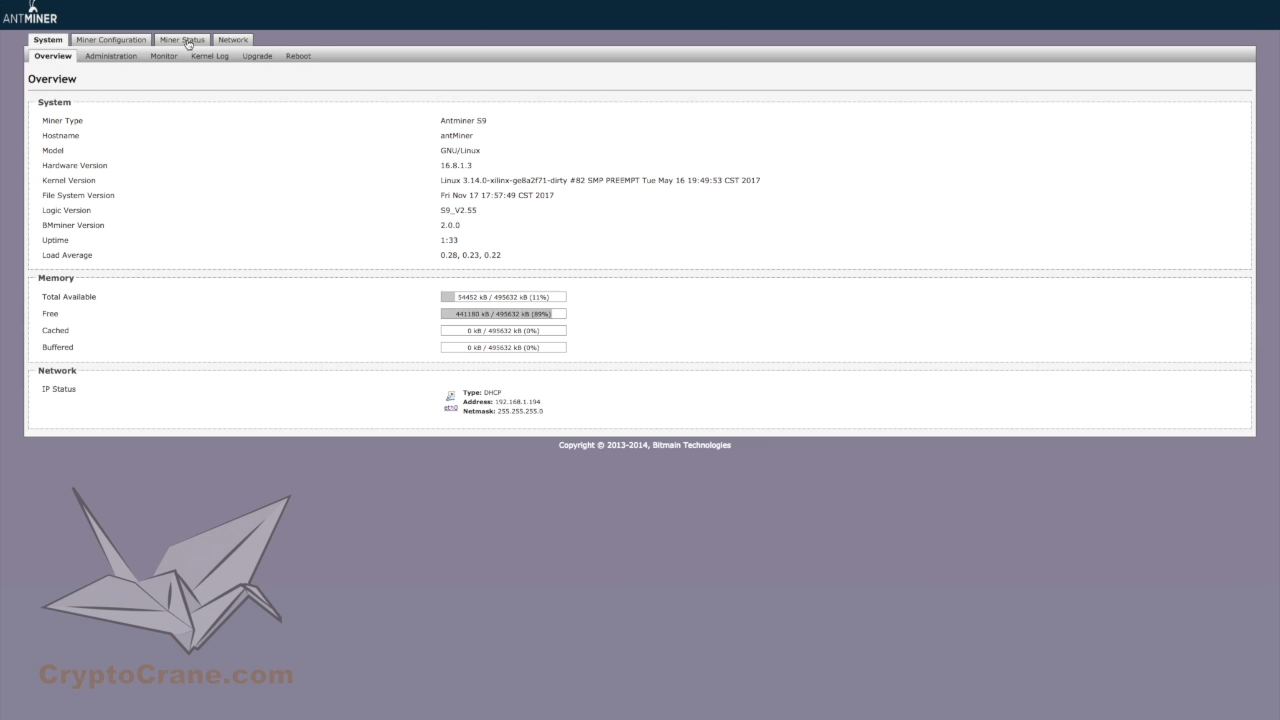 ANTMINER
System Miner Configuration Miner Status Network
Overview Administration Monitor Kernel Log Upgrade Reboot
Overview
System
Miner Type Antminer S9
Hostname antMiner
Model GNU/Linux
Hardware Version 16.8.1.3
Kernel Version Linux 3.14.0-xilinx-ge8a2f71-dirty #82 SMP PREEMPT Tue May 16 19:49:53 CST 2017
File System Version Fri Nov 17 17:57:49 CST 2017
Logic Version S9_V2.55
BMminer Version 2.0.0
Uptime 1:33
Load Average 0.28, 0.23, 0.22
Memory
Total Available 54452 kB / 495632 kB (11%)
Free 441180 kB / 495632 kB (89%)
Cached 0 kB / 495632 kB (0%)
Buffered 0 kB / 495632 kB (0%)
Network
IP Status Type: DHCP
Address: 192.168.1.194
eth0 Netmask: 255.255.255.0
Copyright © 2013-2014, Bitmain Technologies
CryptoCrane.com